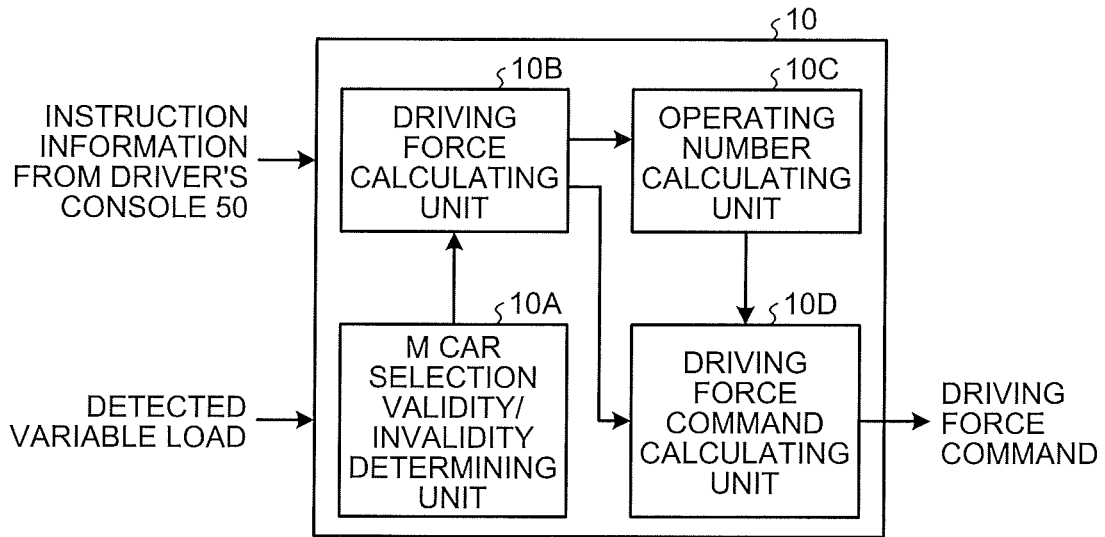 10
INSTRUCTION
INFORMATION
FROM DRIVER'S
CONSOLE 50
10B
DRIVING
FORCE
CALCULATING
UNIT
10C
OPERATING
NUMBER
CALCULATING
UNIT
DETECTED
VARIABLE LOAD
10A
M CAR
SELECTION
VALIDITY/
INVALIDITY
DETERMINING
UNIT
10D
DRIVING
FORCE
COMMAND
CALCULATING
UNIT
DRIVING
FORCE
COMMAND